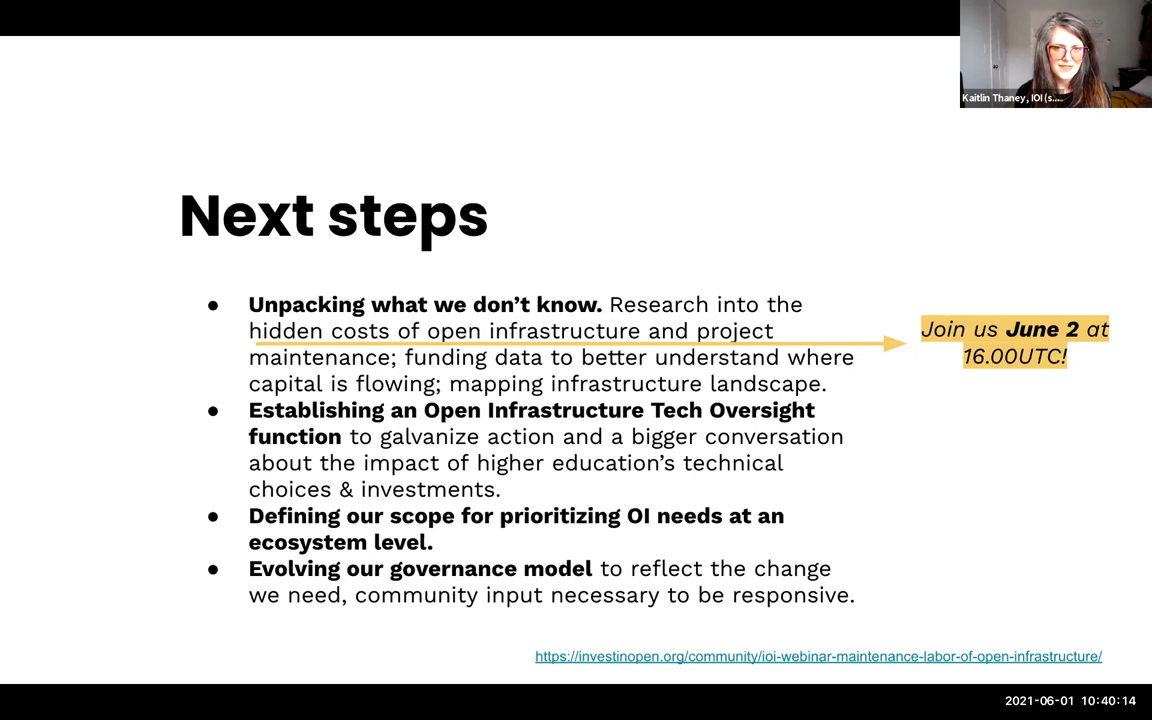 Kaitlin Thaney, IOI (s....
Next steps
● Unpacking what we don’t know. Research into the
hidden costs of open infrastructure and project
maintenance; funding data to better understand where
capital is flowing; mapping infrastructure landscape.
Join us June 2 at
16.00UTC!
● Establishing an Open Infrastructure Tech Oversight
function to galvanize action and a bigger conversation
about the impact of higher education’s technical
choices & investments.
● Defining our scope for prioritizing OI needs at an
ecosystem level.
● Evolving our governance model to reflect the change
we need, community input necessary to be responsive.
https://investinopen.org/community/ioi-webinar-maintenance-labor-of-open-infrastructure/
2021-06-01 10:40:14